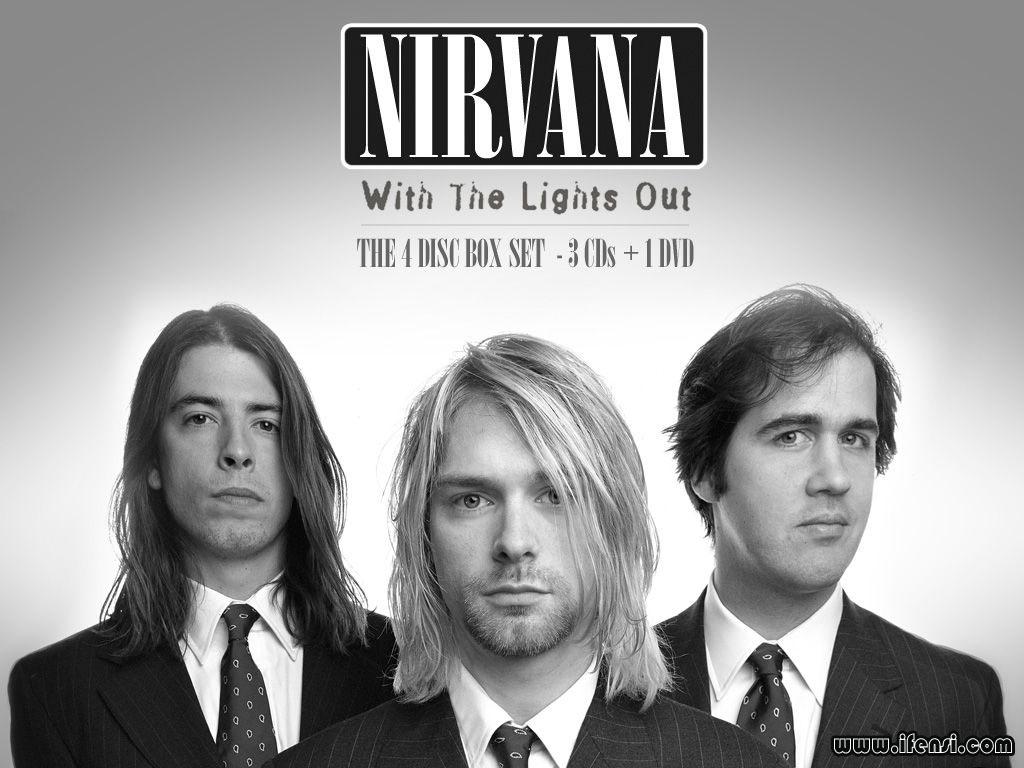 NIRVANA
With The Lights Out
THE 4 DISC BOX SET - 3 CDs + 1 DVD
www.ifensi.com